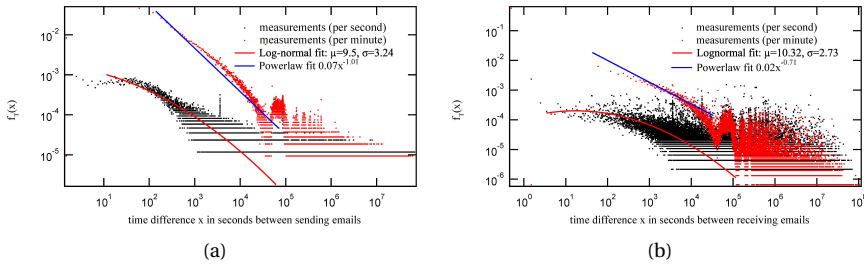 measurements (per second)
measurements (per minute)
Log-normal fit: μ=9.5, σ=3.24
Powerlaw fit 0.07x^-1.01
10^-2
10^-3
10^-4
10^-5
f_t(x)
10^1 10^2 10^3 10^4 10^5 10^6 10^7
time difference x in seconds between sending emails
(a)
measurements (per second)
measurements (per minute)
Lognormal fit: μ=10.32, σ=2.73
Powerlaw fit 0.02x^-0.71
10^0
10^-1
10^-2
10^-3
10^-4
10^-5
10^-6
f_t(x)
10^0 10^1 10^2 10^3 10^4 10^5 10^6 10^7 10^8
time difference x in seconds between receiving emails
(b)